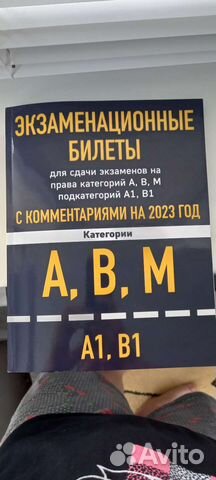 ЭКЗАМЕНАЦИОННЫЕ
БИЛЕТЫ
для сдачи экзаменов на
права категорий А, В, М
подкатегорий А1, В1
С КОММЕНТАРИЯМИ НА 2023 ГОД
Категории
А, В, М
А1, В1
Avito